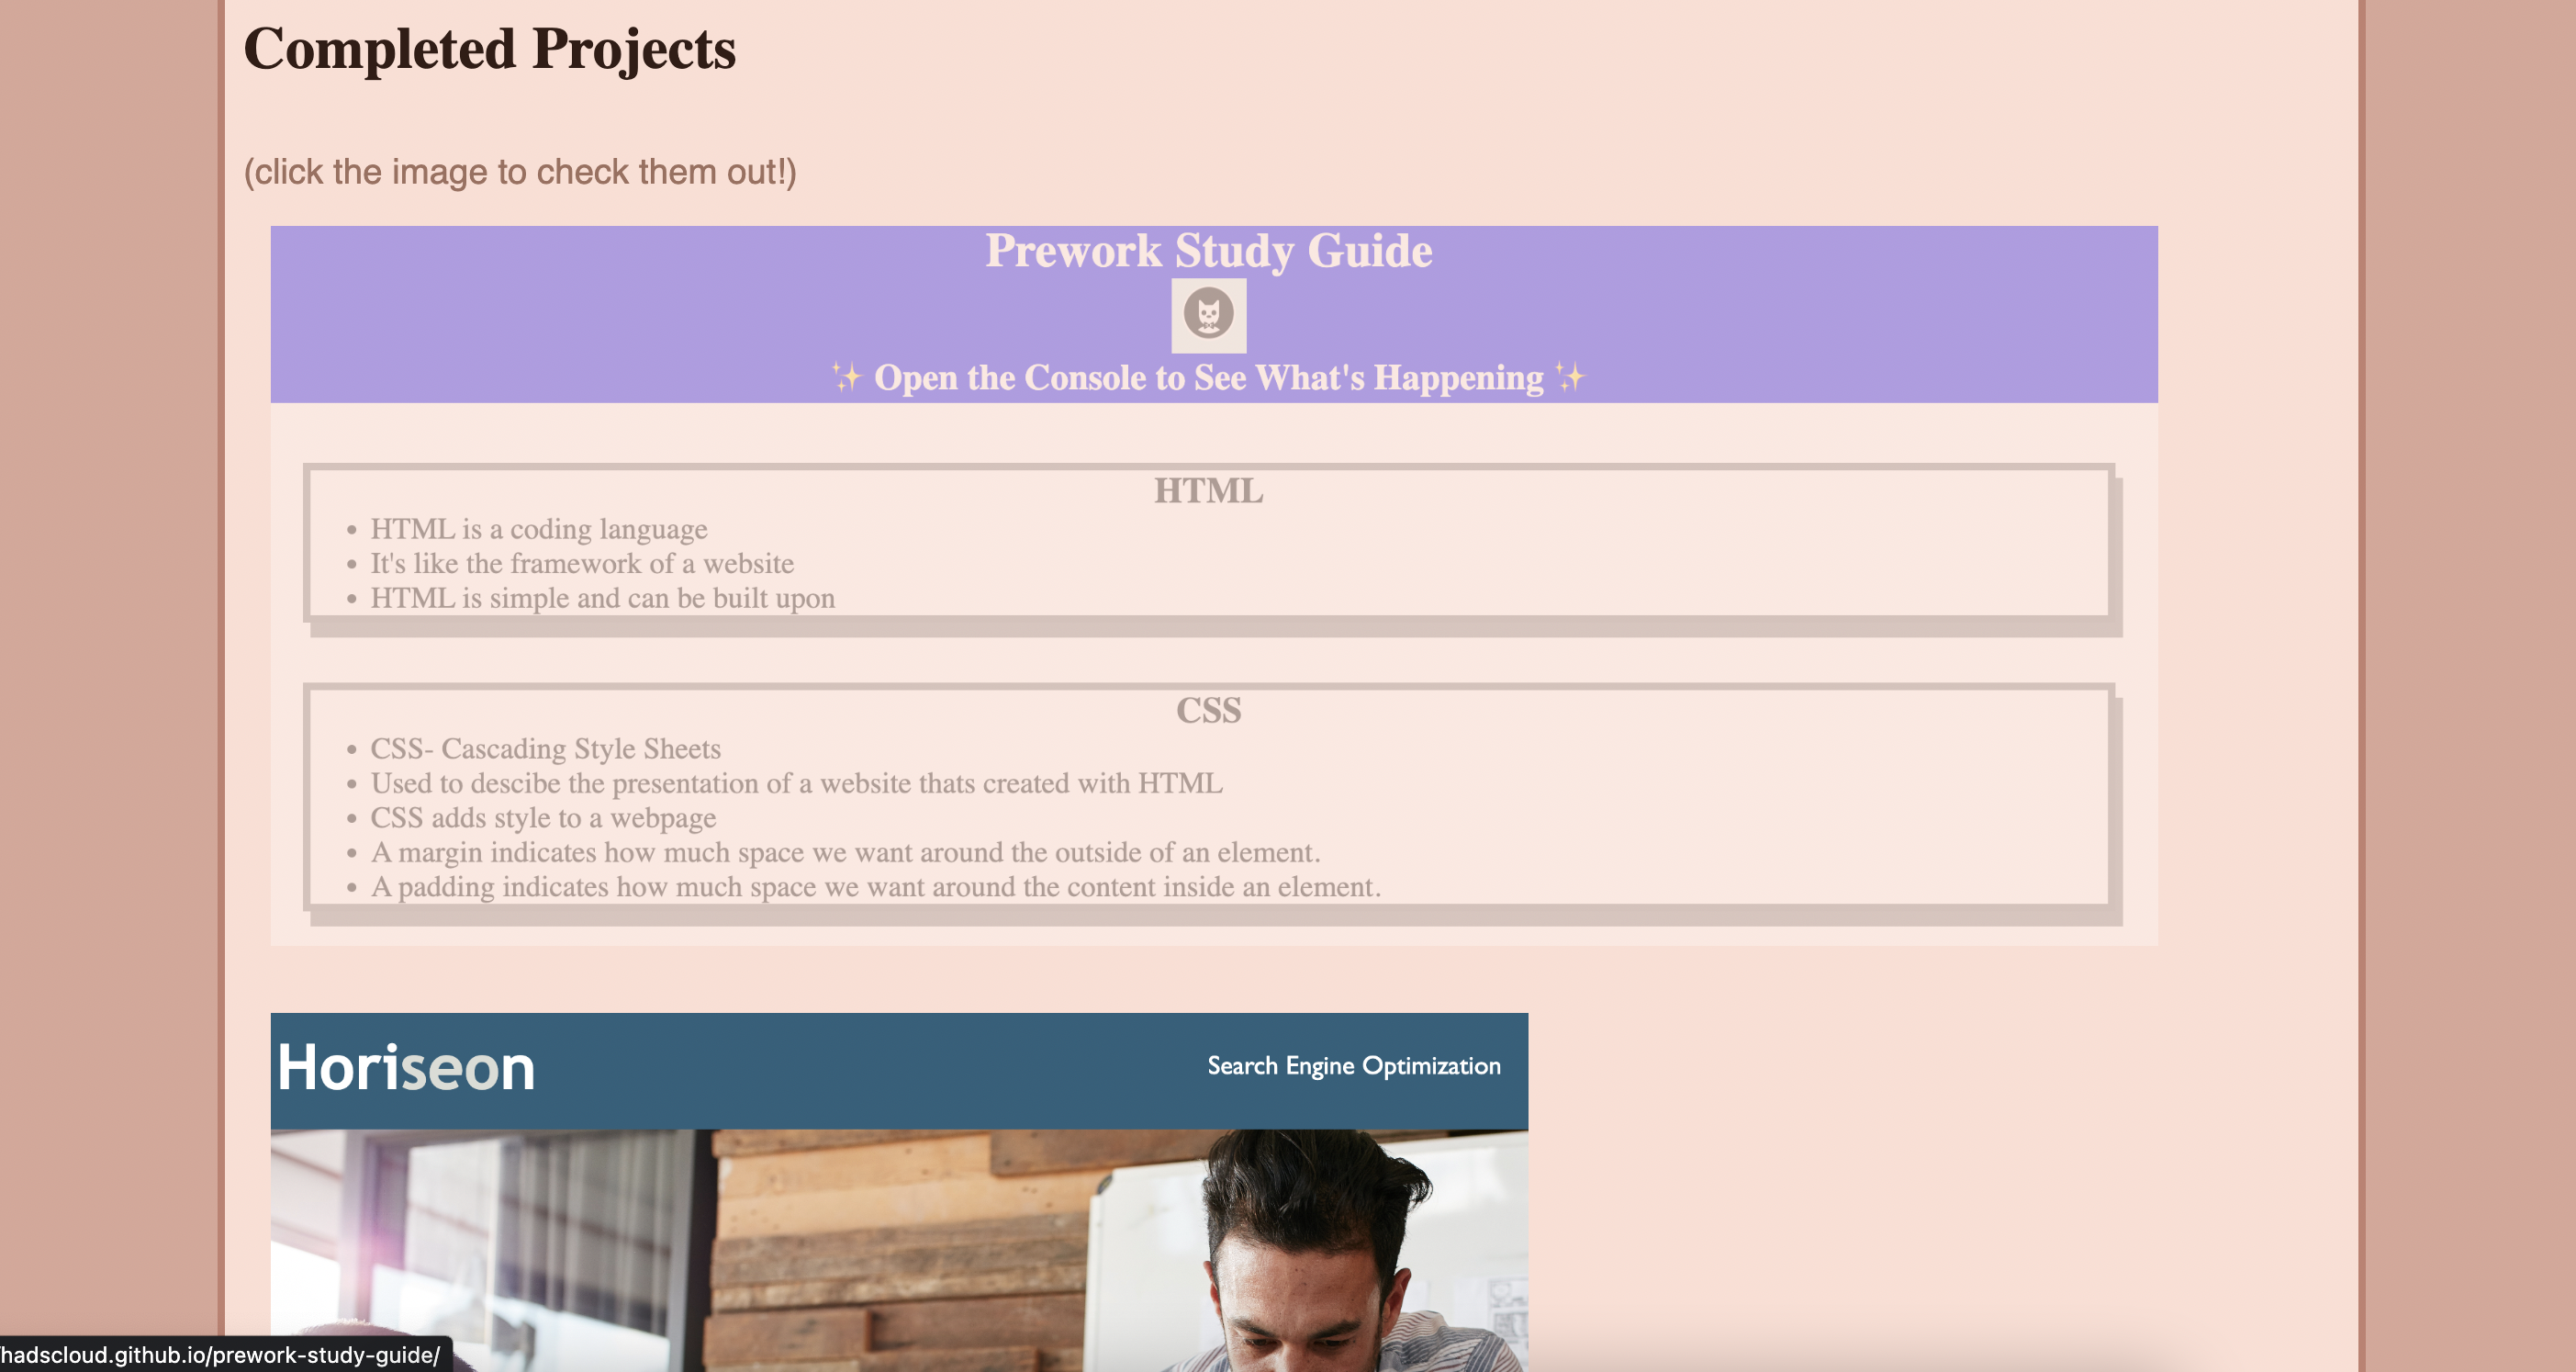 Completed Projects
(click the image to check them out!)
Prework Study Guide
✨ Open the Console to See What's Happening ✨
HTML
• HTML is a coding language
• It's like the framework of a website
• HTML is simple and can be built upon
CSS
• CSS- Cascading Style Sheets
• Used to descibe the presentation of a website thats created with HTML
• CSS adds style to a webpage
• A margin indicates how much space we want around the outside of an element.
• A padding indicates how much space we want around the content inside an element.
Horiseon
Search Engine Optimization
hadscloud.github.io/prework-study-guide/